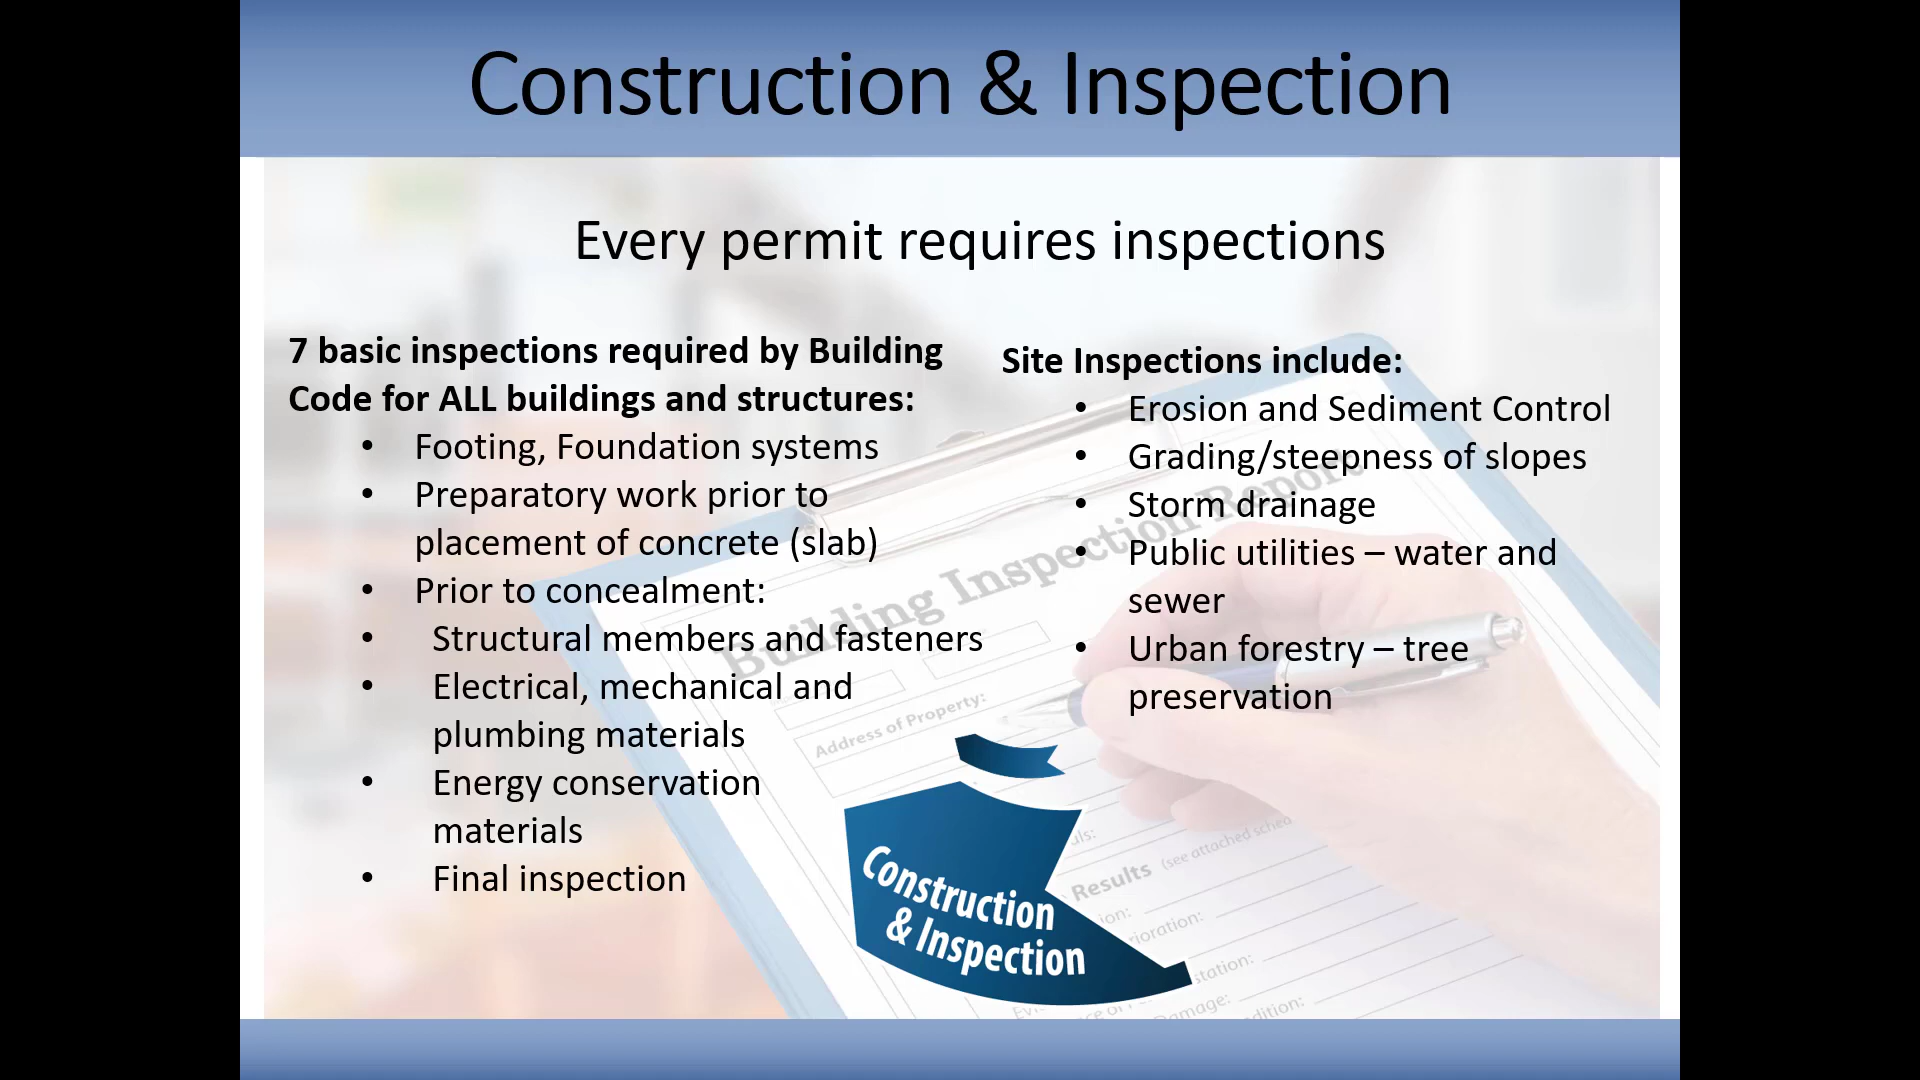 Construction & Inspection
Every permit requires inspections
7 basic inspections required by Building
Code for ALL buildings and structures:
• Footing, Foundation systems
• Preparatory work prior to
placement of concrete (slab)
• Prior to concealment:
• Structural members and fasteners
• Electrical, mechanical and
plumbing materials
• Energy conservation
materials
• Final inspection
Site Inspections include:
• Erosion and Sediment Control
• Grading/steepness of slopes
• Storm drainage
• Public utilities – water and
sewer
• Urban forestry – tree
preservation
Building Inspection Report
Address of Property:
Results (see attached
Damage:
Construction
& Inspection